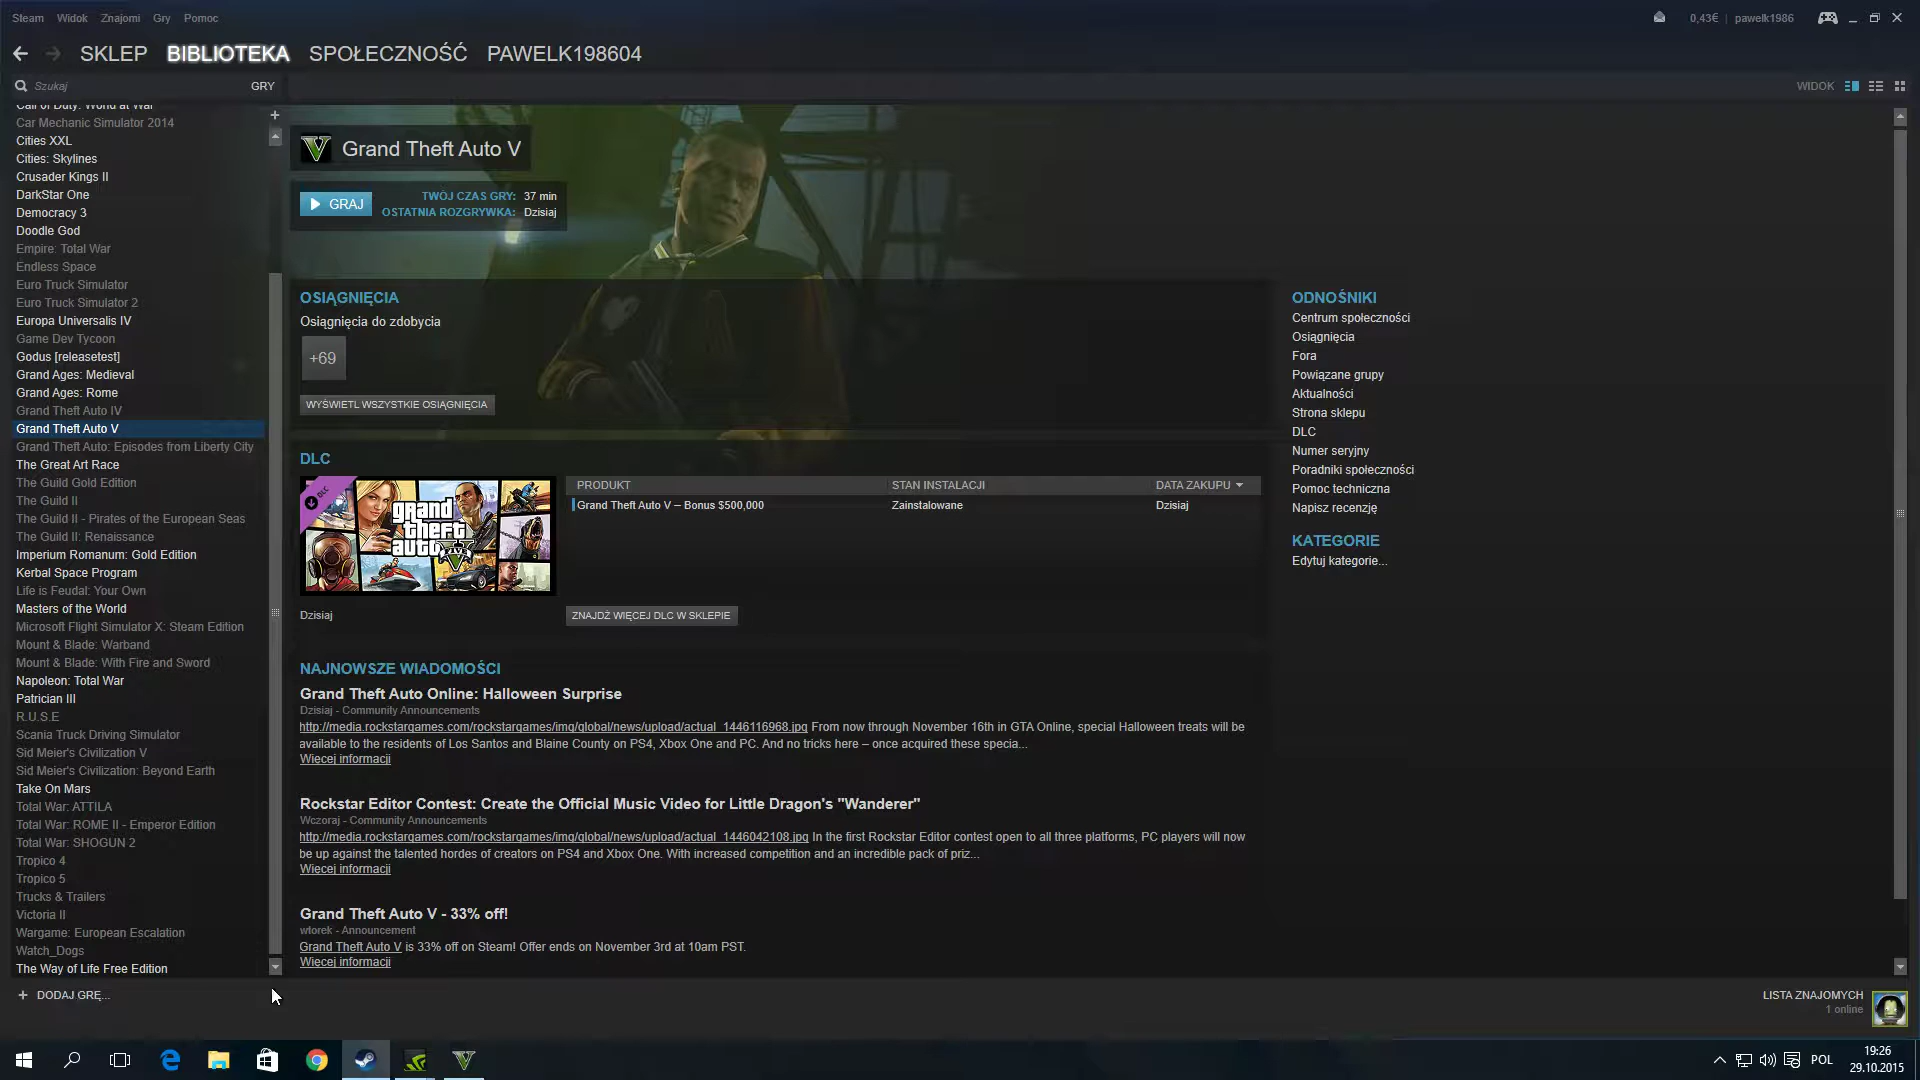 Steam Widok Znajomi Gry Pomoc
0,43€ | pawelk1986
SKLEP BIBLIOTEKA SPOŁECZNOŚĆ PAWELK198604
Szukaj
GRY
WIDOK
Call of Duty: World at War
Car Mechanic Simulator 2014
Cities XXL
Cities: Skylines
Crusader Kings II
DarkStar One
Democracy 3
Doodle God
Empire: Total War
Endless Space
Euro Truck Simulator
Euro Truck Simulator 2
Europa Universalis IV
Game Dev Tycoon
Godus [releasetest]
Grand Ages: Medieval
Grand Ages: Rome
Grand Theft Auto IV
Grand Theft Auto V
Grand Theft Auto: Episodes from Liberty City
The Great Art Race
The Guild Gold Edition
The Guild II
The Guild II - Pirates of the European Seas
The Guild II: Renaissance
Imperium Romanum: Gold Edition
Kerbal Space Program
Life is Feudal: Your Own
Masters of the World
Microsoft Flight Simulator X: Steam Edition
Mount & Blade: Warband
Mount & Blade: With Fire and Sword
Napoleon: Total War
Patrician III
R.U.S.E
Scania Truck Driving Simulator
Sid Meier's Civilization V
Sid Meier's Civilization: Beyond Earth
Take On Mars
Total War: ATTILA
Total War: ROME II - Emperor Edition
Total War: SHOGUN 2
Tropico 4
Tropico 5
Trucks & Trailers
Victoria II
Wargame: European Escalation
Watch_Dogs
The Way of Life Free Edition
+ DODAJ GRĘ...
Grand Theft Auto V
GRAJ
TWÓJ CZAS GRY: 37 min
OSTATNIA ROZGRYWKA: Dzisiaj
OSIĄGNIĘCIA
Osiągnięcia do zdobycia
+69
WYŚWIETL WSZYSTKIE OSIĄGNIĘCIA
DLC
DLC
grand theft auto FIVE
Dzisiaj
PRODUKT STAN INSTALACJI DATA ZAKUPU
Grand Theft Auto V – Bonus $500,000 Zainstalowane Dzisiaj
ZNAJDŹ WIĘCEJ DLC W SKLEPIE
NAJNOWSZE WIADOMOŚCI
Grand Theft Auto Online: Halloween Surprise
Dzisiaj - Community Announcements
http://media.rockstargames.com/rockstargames/img/global/news/upload/actual_1446116968.jpg From now through November 16th in GTA Online, special Halloween treats will be
available to the residents of Los Santos and Blaine County on PS4, Xbox One and PC. And no tricks here – once acquired these specia...
Więcej informacji
Rockstar Editor Contest: Create the Official Music Video for Little Dragon's "Wanderer"
Wczoraj - Community Announcements
http://media.rockstargames.com/rockstargames/img/global/news/upload/actual_1446042108.jpg In the first Rockstar Editor contest open to all three platforms, PC players will now
be up against the talented hordes of creators on PS4 and Xbox One. With increased competition and an incredible pack of priz...
Więcej informacji
Grand Theft Auto V - 33% off!
wtorek - Announcement
Grand Theft Auto V is 33% off on Steam! Offer ends on November 3rd at 10am PST.
Więcej informacji
ODNOŚNIKI
Centrum społeczności
Osiągnięcia
Fora
Powiązane grupy
Aktualności
Strona sklepu
DLC
Numer seryjny
Poradniki społeczności
Pomoc techniczna
Napisz recenzję
KATEGORIE
Edytuj kategorie...
LISTA ZNAJOMYCH
1 online
POL
19:26
29.10.2015